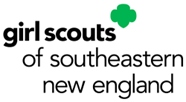 girl scouts
of southeastern
new england